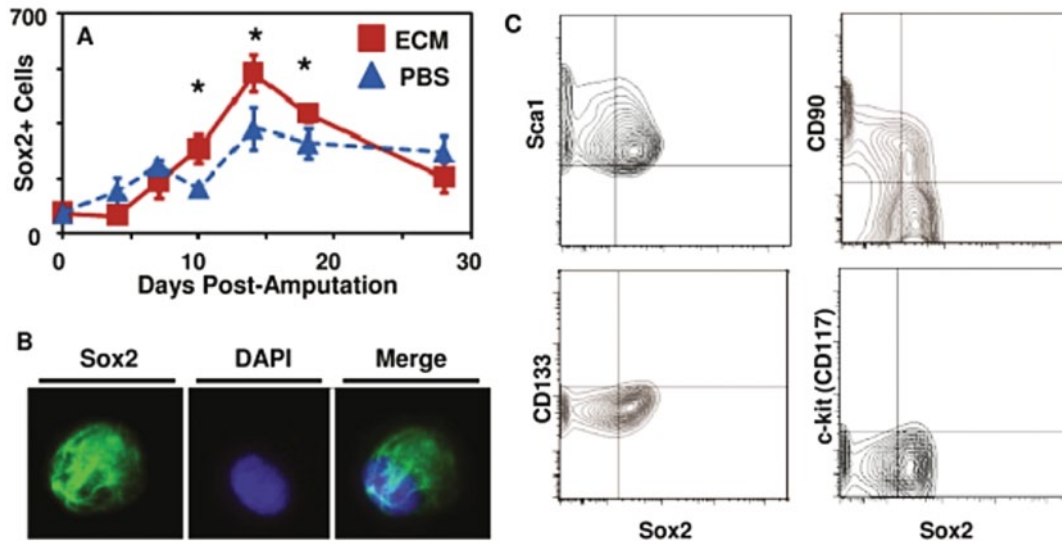 A
700
Sox2+ Cells
0
ECM
PBS
*
*
*
0
10
20
30
Days Post-Amputation
B
Sox2
DAPI
Merge
C
Sca1
CD90
CD133
c-kit (CD117)
Sox2
Sox2